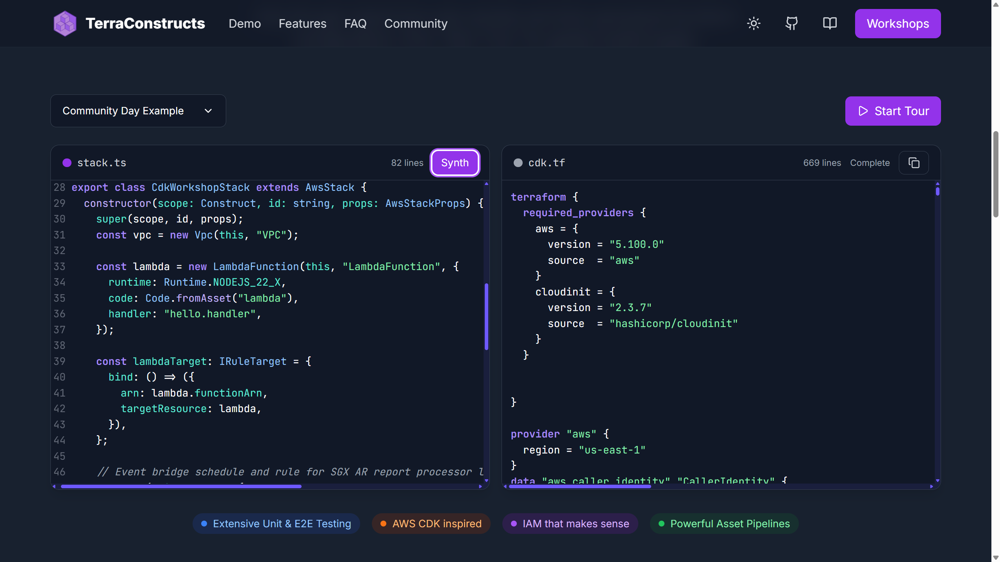 TerraConstructs
Demo
Features
FAQ
Community
Workshops
Community Day Example
Start Tour
stack.ts
82 lines
Synth
28 export class CdkWorkshopStack extends AwsStack {
29   constructor(scope: Construct, id: string, props: AwsStackProps) {
30     super(scope, id, props);
31     const vpc = new Vpc(this, "VPC");
32
33     const lambda = new LambdaFunction(this, "LambdaFunction", {
34       runtime: Runtime.NODEJS_22_X,
35       code: Code.fromAsset("lambda"),
36       handler: "hello.handler",
37     });
38
39     const lambdaTarget: IRuleTarget = {
40       bind: () => ({
41         arn: lambda.functionArn,
42         targetResource: lambda,
43       }),
44     };
45
46     // Event bridge schedule and rule for SGX AR report processor l
cdk.tf
669 lines
Complete
terraform {
  required_providers {
    aws = {
      version = "5.100.0"
      source  = "aws"
    }
    cloudinit = {
      version = "2.3.7"
      source  = "hashicorp/cloudinit"
    }
  }
}
provider "aws" {
  region = "us-east-1"
}
data "aws_caller_identity" "CallerIdentity" {
Extensive Unit & E2E Testing
AWS CDK inspired
IAM that makes sense
Powerful Asset Pipelines